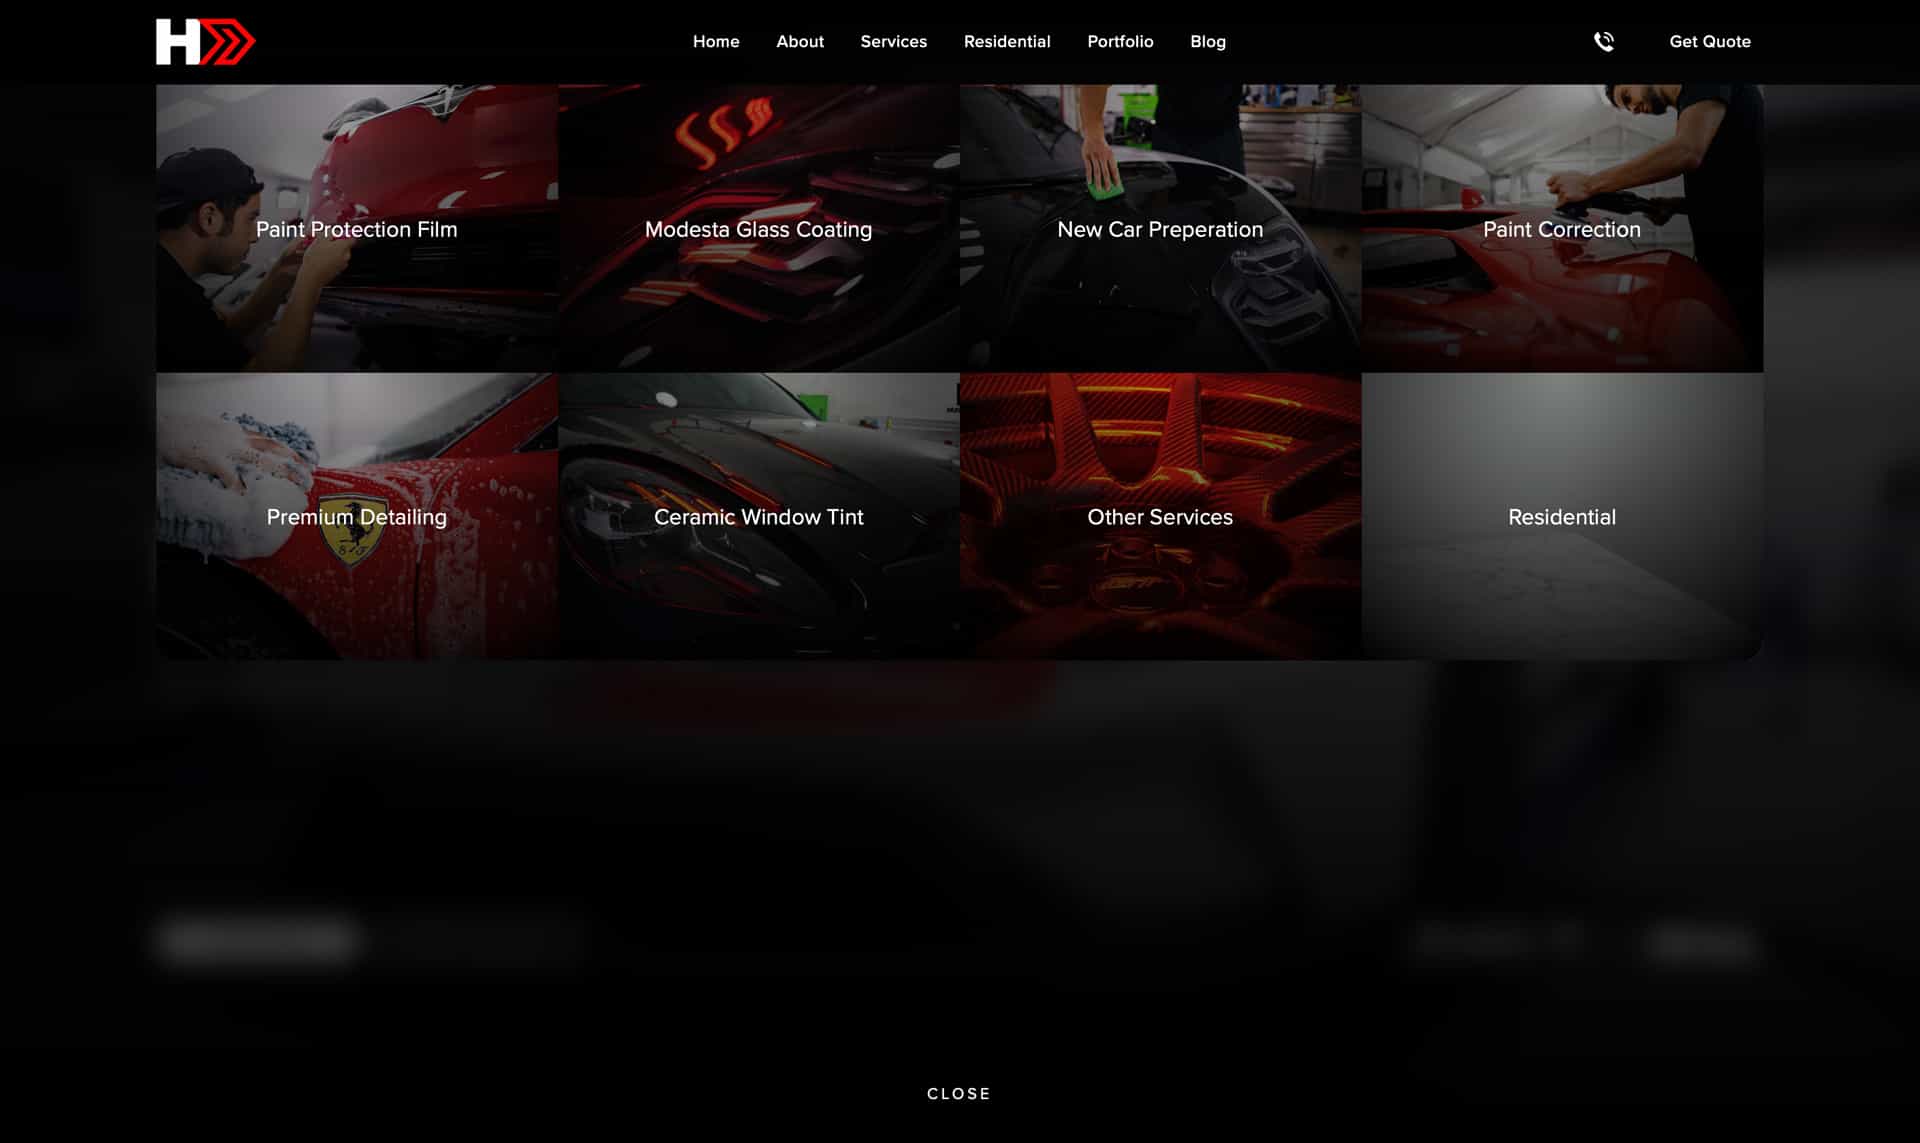 H
Home
About
Services
Residential
Portfolio
Blog
Get Quote
Paint Protection Film
Modesta Glass Coating
New Car Preperation
Paint Correction
Premium Detailing
Ceramic Window Tint
Other Services
Residential
S F
CLOSE